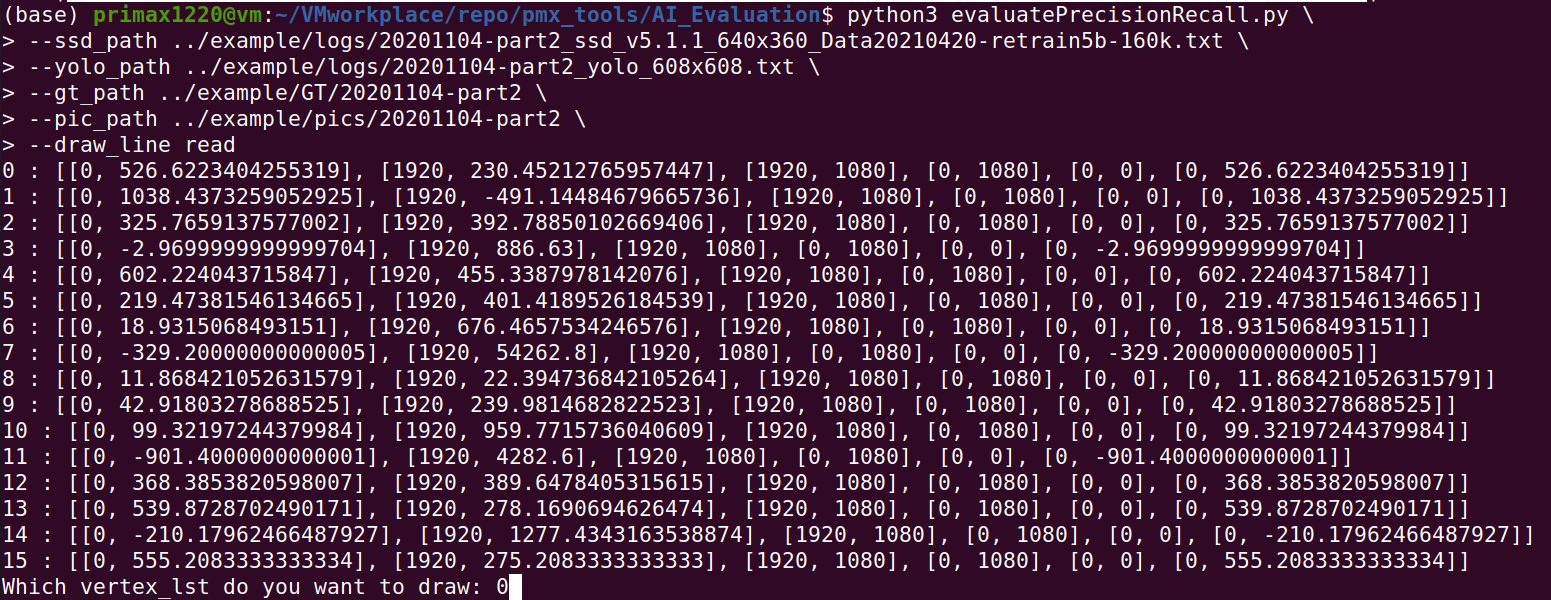 (base) primax1220@vm:~/VMworkplace/repo/pmx_tools/AI_Evaluation$ python3 evaluatePrecisionRecall.py \
> --ssd_path ../example/logs/20201104-part2_ssd_v5.1.1_640x360_Data20210420-retrain5b-160k.txt \
> --yolo_path ../example/logs/20201104-part2_yolo_608x608.txt \
> --gt_path ../example/GT/20201104-part2 \
> --pic_path ../example/pics/20201104-part2 \
> --draw_line read
0 : [[0, 526.6223404255319], [1920, 230.45212765957447], [1920, 1080], [0, 1080], [0, 0], [0, 526.6223404255319]]
1 : [[0, 1038.4373259052925], [1920, -491.14484679665736], [1920, 1080], [0, 1080], [0, 0], [0, 1038.4373259052925]]
2 : [[0, 325.7659137577002], [1920, 392.78850102669406], [1920, 1080], [0, 1080], [0, 0], [0, 325.7659137577002]]
3 : [[0, -2.9699999999999704], [1920, 886.63], [1920, 1080], [0, 1080], [0, 0], [0, -2.9699999999999704]]
4 : [[0, 602.224043715847], [1920, 455.3387978142076], [1920, 1080], [0, 1080], [0, 0], [0, 602.224043715847]]
5 : [[0, 219.47381546134665], [1920, 401.4189526184539], [1920, 1080], [0, 1080], [0, 0], [0, 219.47381546134665]]
6 : [[0, 18.9315068493151], [1920, 676.4657534246576], [1920, 1080], [0, 1080], [0, 0], [0, 18.9315068493151]]
7 : [[0, -329.20000000000005], [1920, 54262.8], [1920, 1080], [0, 1080], [0, 0], [0, -329.20000000000005]]
8 : [[0, 11.868421052631579], [1920, 22.394736842105264], [1920, 1080], [0, 1080], [0, 0], [0, 11.868421052631579]]
9 : [[0, 42.91803278688525], [1920, 239.9814682822523], [1920, 1080], [0, 1080], [0, 0], [0, 42.91803278688525]]
10 : [[0, 99.32197244379984], [1920, 959.7715736040609], [1920, 1080], [0, 1080], [0, 0], [0, 99.32197244379984]]
11 : [[0, -901.4000000000001], [1920, 4282.6], [1920, 1080], [0, 1080], [0, 0], [0, -901.4000000000001]]
12 : [[0, 368.3853820598007], [1920, 389.6478405315615], [1920, 1080], [0, 1080], [0, 0], [0, 368.3853820598007]]
13 : [[0, 539.8728702490171], [1920, 278.1690694626474], [1920, 1080], [0, 1080], [0, 0], [0, 539.8728702490171]]
14 : [[0, -210.17962466487927], [1920, 1277.4343163538874], [1920, 1080], [0, 1080], [0, 0], [0, -210.17962466487927]]
15 : [[0, 555.2083333333334], [1920, 275.2083333333333], [1920, 1080], [0, 1080], [0, 0], [0, 555.2083333333334]]
Which vertex_lst do you want to draw: 0